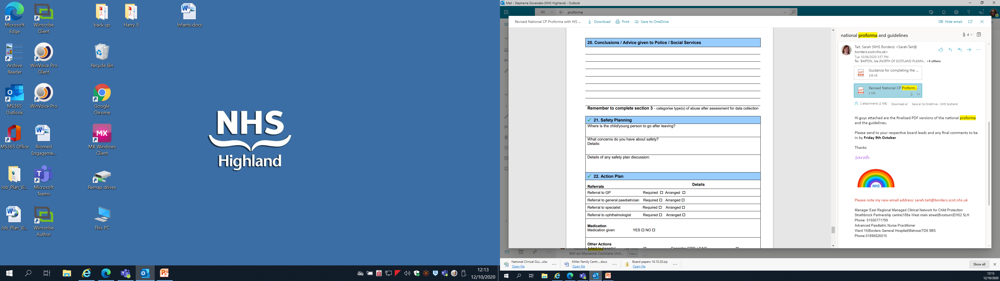 Microsoft Edge
Winscribe Client
back up
Harry S
Infants.docx
Archive Reader
WinVoice Pro Client
Recycle Bin
MS365 Outlook
WinVoice Pro
Google Chrome
MS365 Office
Riomed Engageme...
MX
MX Windows Client
Job_Plan_Vi...
Microsoft Teams
Remap drives
Job_Plan_Vi...
Winscribe Author
This PC
NHS
Highland
12:13
12/10/2020
Mail - Stephanie Govenden (NHS Highland) - Outlook
All
proforma
Revised National CP Proforma with HIS ...
Download
Print
Save to OneDrive
Hide email
20. Conclusions / Advice given to Police / Social Services
Remember to complete section 3 - categorise type(s) of abuse after assessment for data collection
✓ 21. Safety Planning
Where is the child/young person to go after leaving?
What concerns do you have about safety?
Details:
Details of any safety plan discussion:
✓ 22. Action Plan
Referrals Details
Referral to GP Required ☐ Arranged ☐
Referral to general paediatrician Required ☐ Arranged ☐
Referral to specialist Required ☐ Arranged ☐
Referral to ophthalmologist Required ☐ Arranged ☐
Medication
Medication given YES ☐ NO ☐
Other Actions
national proforma and guidelines
4
Tait, Sarah (NHS Borders) <Sarah.Tait@
borders.scot.nhs.uk>
Tue 10/06/2020 3:57 PM
To: BARTON, Isla (NORTH OF SCOTLAND PLANNI... +4 others
pdf
Guidance for completing the ...
338 KB
pdf
Revised National CP Proform...
2 MB
2 attachments (2 MB) Download all Save all to OneDrive - NHS Scotland
Hi guys attached are the finalised PDF versions of the national proforma
and the guidelines.
Please send to your respective board leads and any final comments to be
in by Friday 9th October
Thanks
Sarah
NHS
Please note my new email address: sarah.tait@borders.scot.nhs.uk
Manager East Regional Managed Clinical Network for Child Protection
Strathbrock Partnership centre|189a West main street|Broxburn|EH52 5LH
Phone: 01506771799
Advanced Paediatric Nurse Practitioner
Ward 15|Borders General Hospital|Melrose|TD6 9BS
Phone:01896826015
Will do Marianne Cochrane Unit... Inbox
National Clinical Gui....xlsx
Open file
Miller Family Centr....docx
Open file
Board papers 14.10.20.zip
Open file
Show all
12:13
12/10/2020